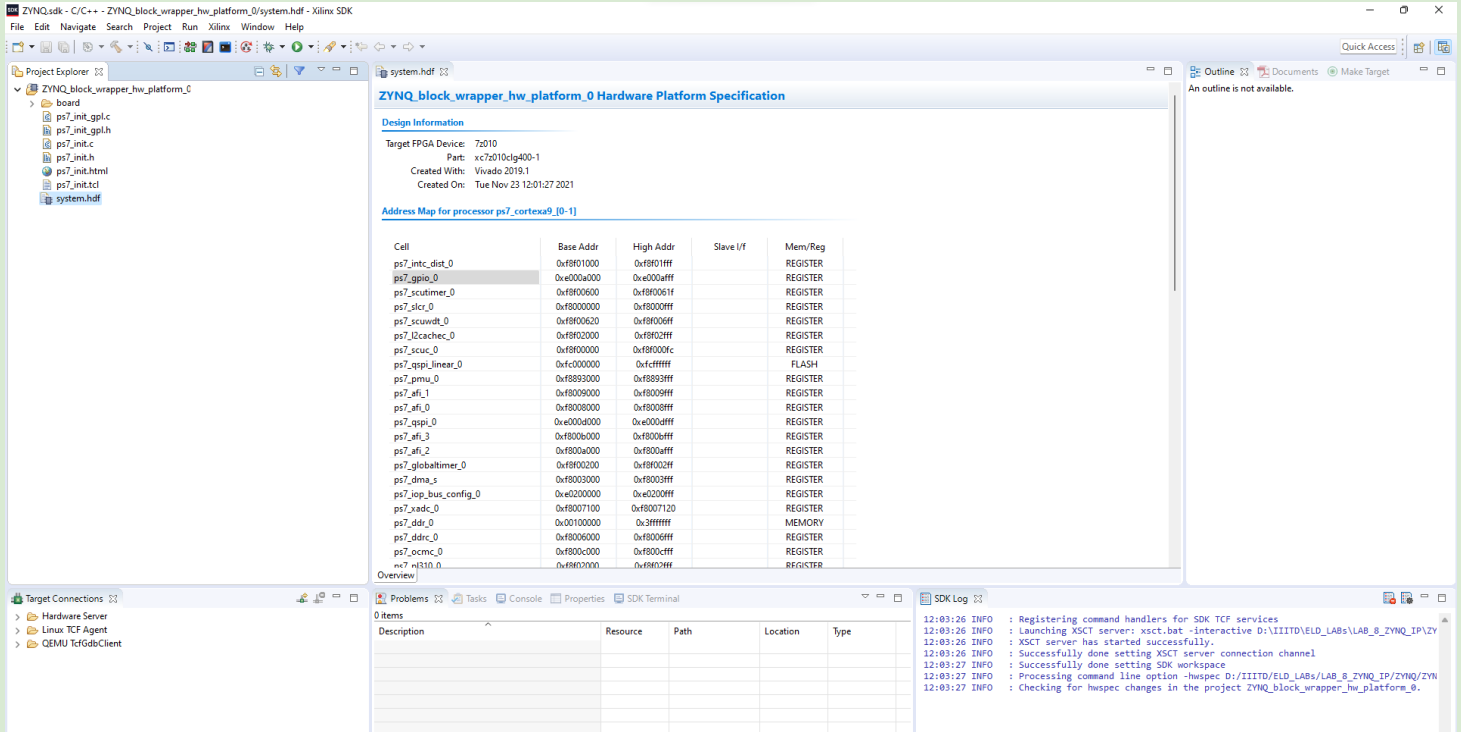 ZYNQ.sdk - C/C++ - ZYNQ_block_wrapper_hw_platform_0/system.hdf - Xilinx SDK
File Edit Navigate Search Project Run Xilinx Window Help
Quick Access
Project Explorer
ZYNQ_block_wrapper_hw_platform_0
board
ps7_init_gpl.c
ps7_init_gpl.h
ps7_init.c
ps7_init.h
ps7_init.html
ps7_init.tcl
system.hdf
system.hdf
ZYNQ_block_wrapper_hw_platform_0 Hardware Platform Specification
Design Information
Target FPGA Device: 7z010
Part: xc7z010clg400-1
Created With: Vivado 2019.1
Created On: Tue Nov 23 12:01:27 2021
Address Map for processor ps7_cortexa9_[0-1]
Cell Base Addr High Addr Slave I/f Mem/Reg
ps7_intc_dist_0 0xf8f01000 0xf8f01fff REGISTER
ps7_gpio_0 0xe000a000 0xe000afff REGISTER
ps7_scutimer_0 0xf8f00600 0xf8f0061f REGISTER
ps7_slcr_0 0xf8000000 0xf8000fff REGISTER
ps7_scuwdt_0 0xf8f00620 0xf8f006ff REGISTER
ps7_l2cachec_0 0xf8f02000 0xf8f02fff REGISTER
ps7_scuc_0 0xf8f00000 0xf8f000fc REGISTER
ps7_qspi_linear_0 0xfc000000 0xfcffffff FLASH
ps7_pmu_0 0xf8893000 0xf8893fff REGISTER
ps7_afi_1 0xf8009000 0xf8009fff REGISTER
ps7_afi_0 0xf8008000 0xf8008fff REGISTER
ps7_qspi_0 0xe000d000 0xe000dfff REGISTER
ps7_afi_3 0xf800b000 0xf800bfff REGISTER
ps7_afi_2 0xf800a000 0xf800afff REGISTER
ps7_globaltimer_0 0xf8f00200 0xf8f002ff REGISTER
ps7_dma_s 0xf8003000 0xf8003fff REGISTER
ps7_iop_bus_config_0 0xe0200000 0xe0200fff REGISTER
ps7_xadc_0 0xf8007100 0xf8007120 REGISTER
ps7_ddr_0 0x00100000 0x3fffffff MEMORY
ps7_ddrc_0 0xf8006000 0xf8006fff REGISTER
ps7_ocmc_0 0xf800c000 0xf800cfff REGISTER
ps7_pl310_0 0xf8f02000 0xf8f02fff REGISTER
Overview
Outline Documents Make Target
An outline is not available.
Target Connections
Hardware Server
Linux TCF Agent
QEMU TcfGdbClient
Problems Tasks Console Properties SDK Terminal
0 items
Description Resource Path Location Type
SDK Log
12:03:26 INFO : Registering command handlers for SDK TCF services
12:03:26 INFO : Launching XSCT server: xsct.bat -interactive D:\IIITD\ELD_LABs\LAB_8_ZYNQ_IP\ZY
12:03:26 INFO : XSCT server has started successfully.
12:03:26 INFO : Successfully done setting XSCT server connection channel
12:03:27 INFO : Successfully done setting SDK workspace
12:03:27 INFO : Processing command line option -hwspec D:/IIITD/ELD_LABs/LAB_8_ZYNQ_IP/ZYNQ/ZYN
12:03:27 INFO : Checking for hwspec changes in the project ZYNQ_block_wrapper_hw_platform_0.